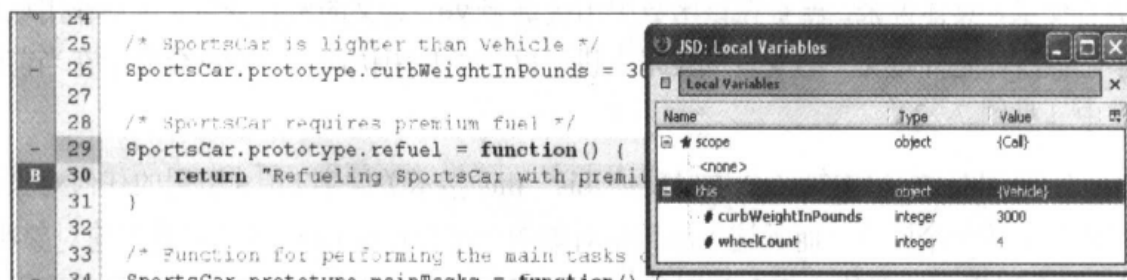 24
25 /* SportsCar is lighter than Vehicle */
26 SportsCar.prototype.curbWeightInPounds = 30
27
28 /* SportsCar requires premium fuel */
29 SportsCar.prototype.refuel = function() {
B 30 return "Refueling SportsCar with premiu
31 }
32
33 /* Function for performing the main tasks
34 SportsCar.prototype.mainTasks = function() {
JSD: Local Variables
Local Variables
Name Type Value
scope object {Call}
<none>
this object {Vehicle}
curbWeightInPounds integer 3000
wheelCount integer 4